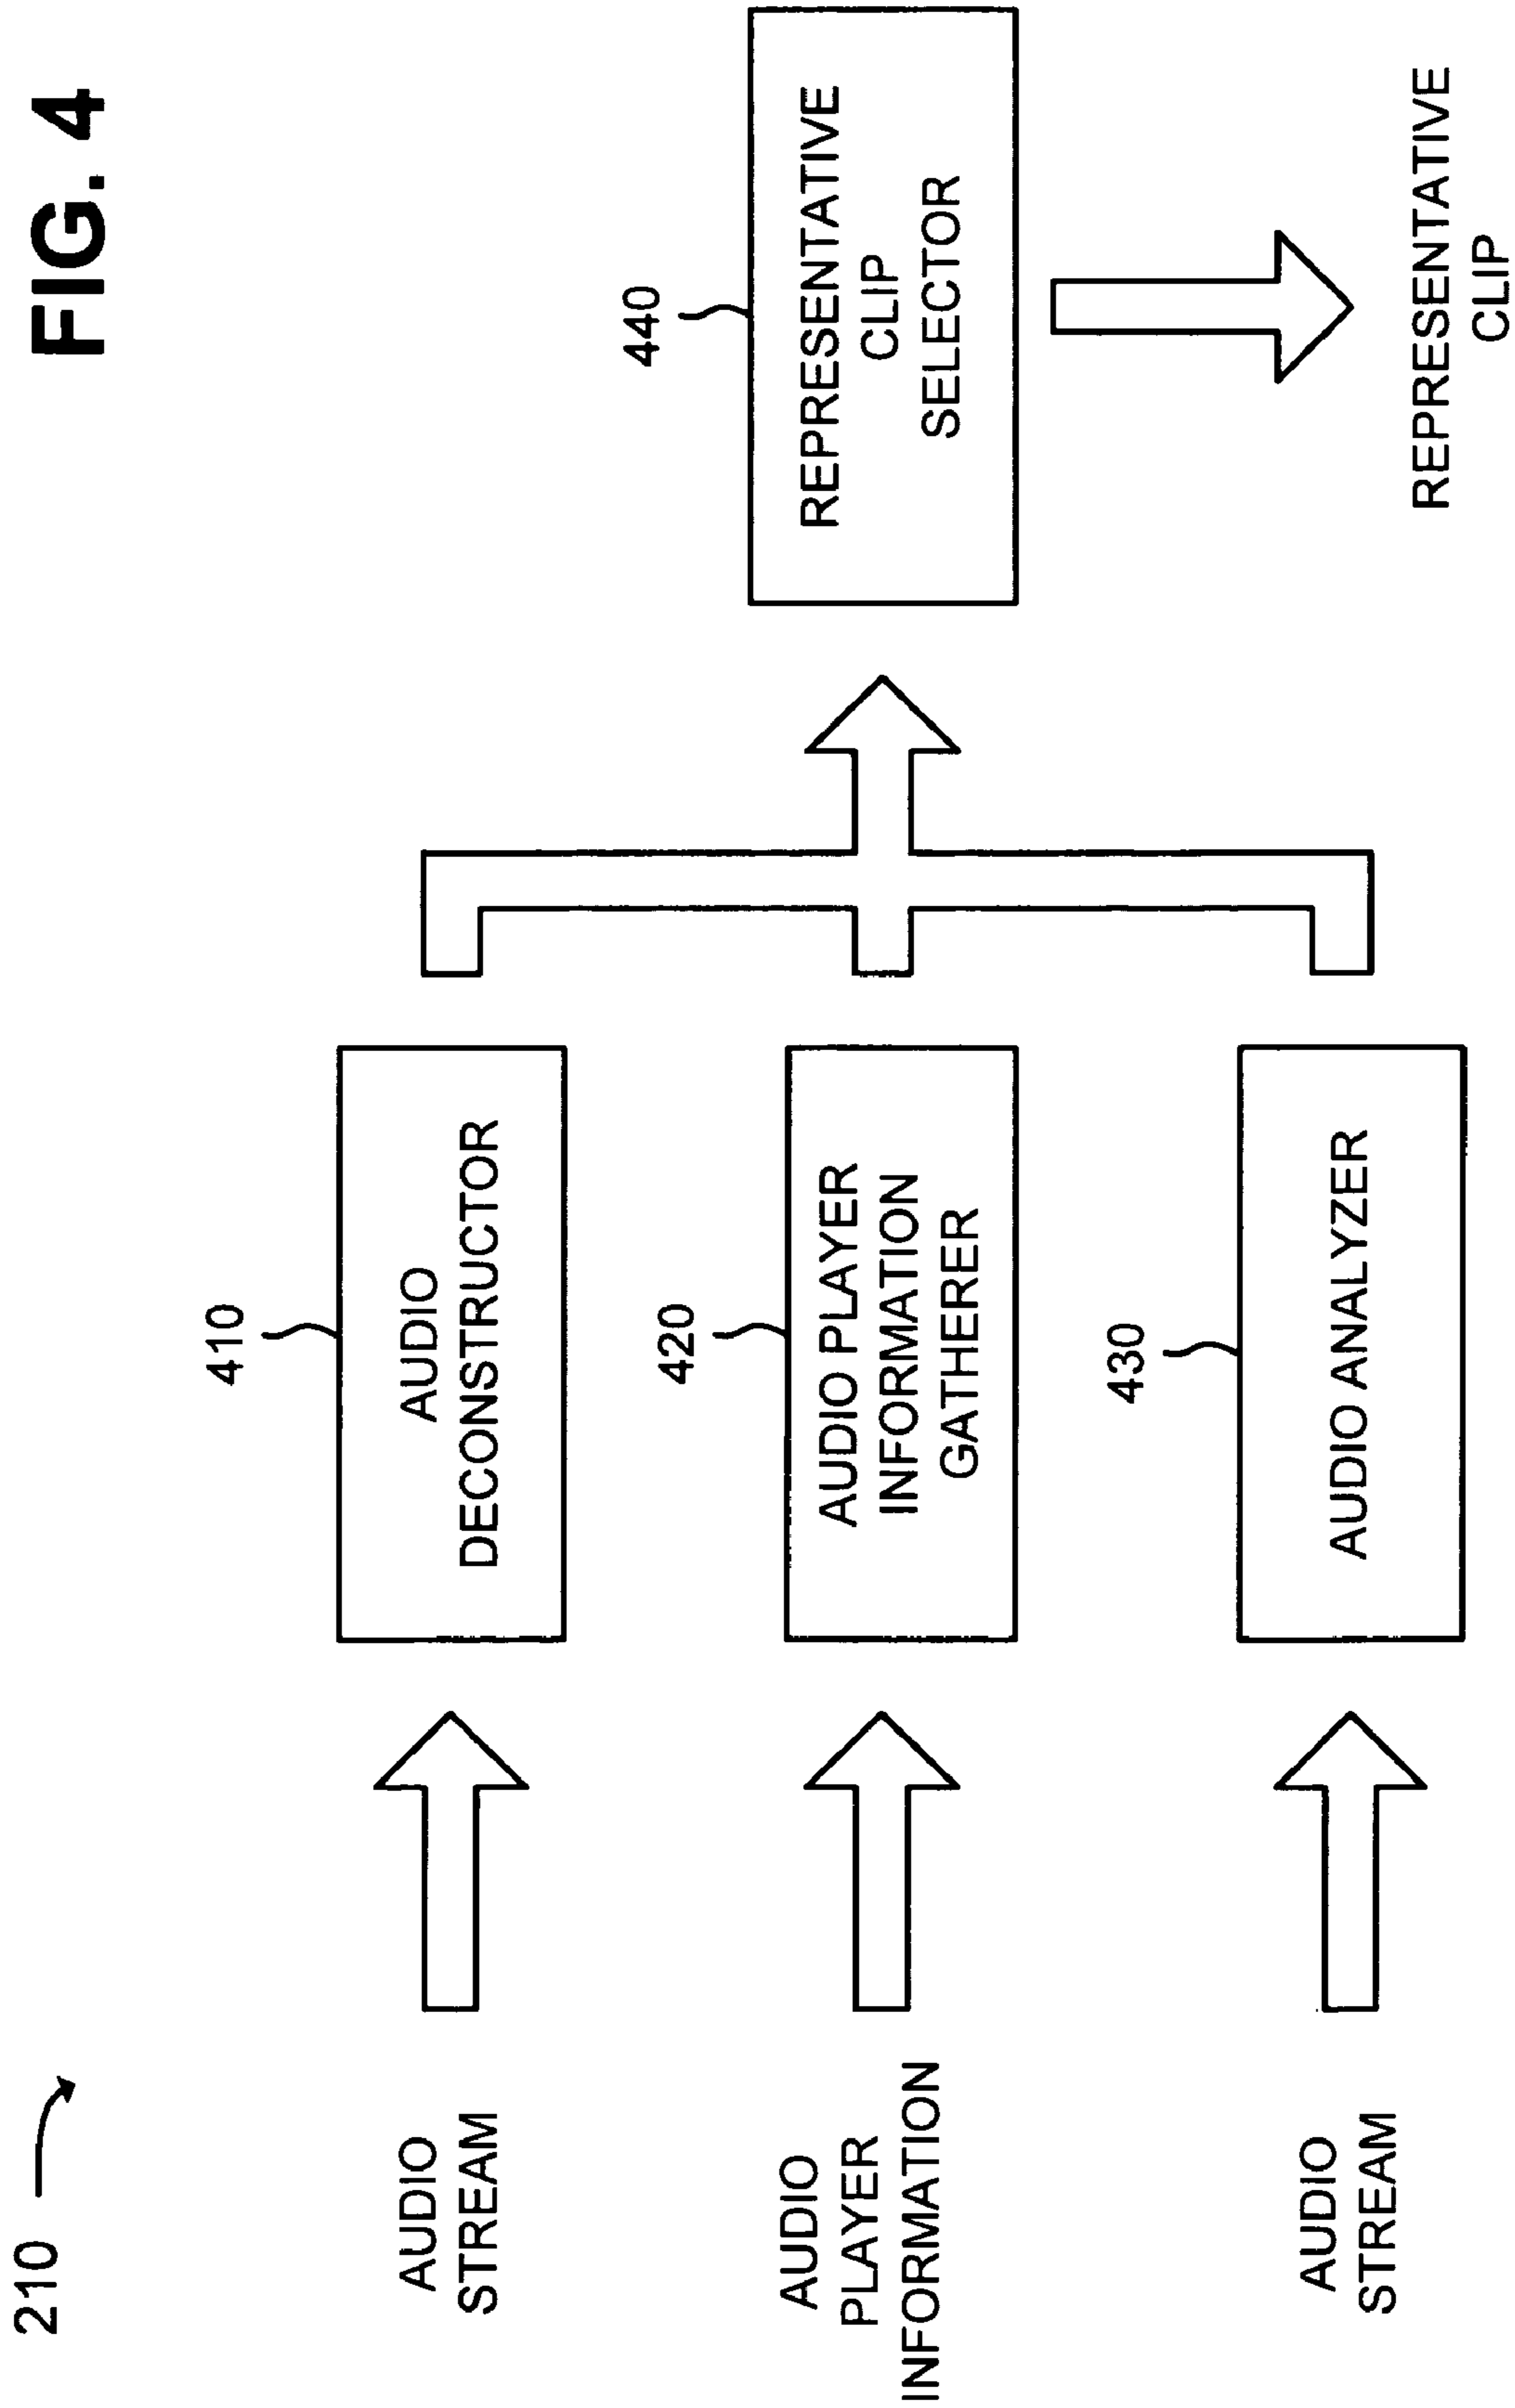 FIG. 4
210
AUDIO
STREAM
410
AUDIO
DECONSTRUCTOR
AUDIO
PLAYER
INFORMATION
420
AUDIO PLAYER
INFORMATION
GATHERER
440
REPRESENTATIVE
CLIP
SELECTOR
AUDIO
STREAM
430
AUDIO ANALYZER
REPRESENTATIVE
CLIP